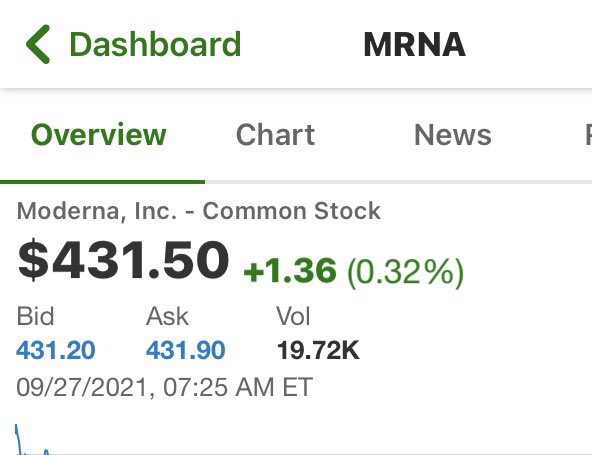 Dashboard MRNA
Overview Chart News
Moderna, Inc. - Common Stock
$431.50 +1.36 (0.32%)
Bid Ask Vol
431.20 431.90 19.72K
09/27/2021, 07:25 AM ET